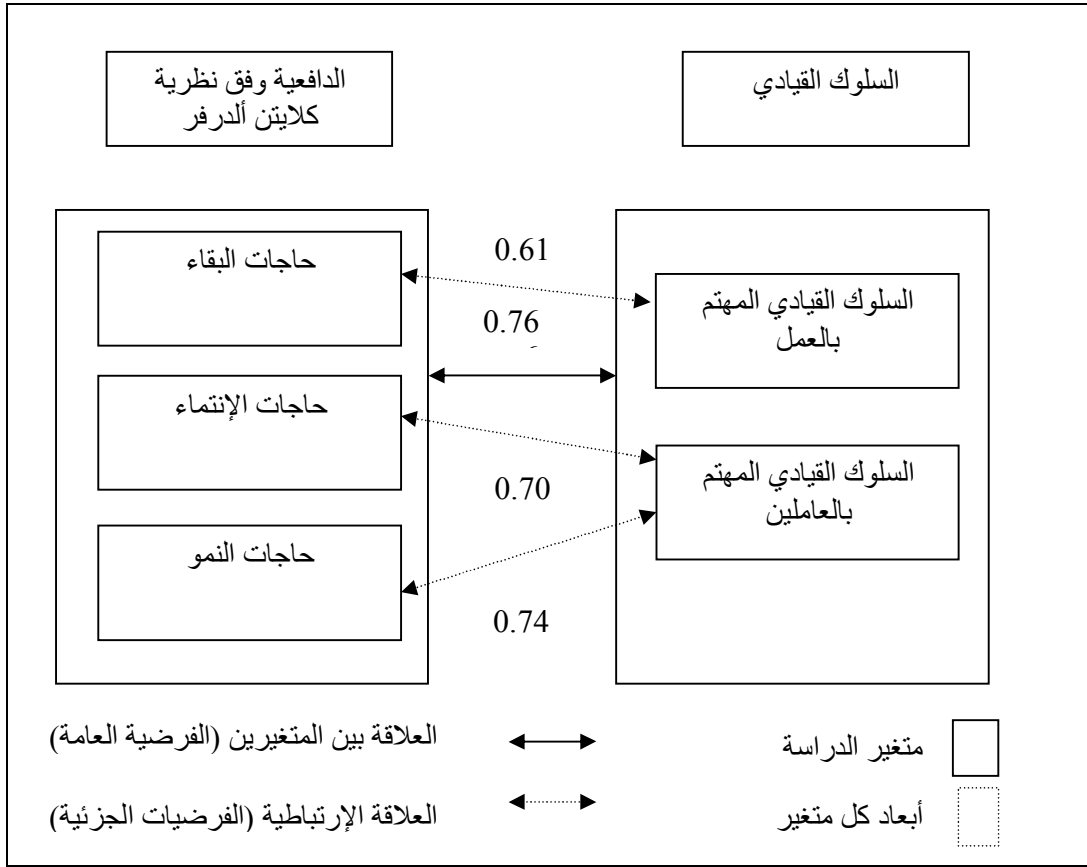 السلوك القيادي
الدافعية وفق نظرية
كلايتن ألدرفر
حاجات البقاء
0.61
السلوك القيادي المهتم
بالعمل
0.76
حاجات الإنتماء
السلوك القيادي المهتم
بالعاملين
0.70
حاجات النمو
0.74
متغير الدراسة
العلاقة بين المتغيرين (الفرضية العامة)
أبعاد كل متغير
العلاقة الإرتباطية (الفرضيات الجزئية)